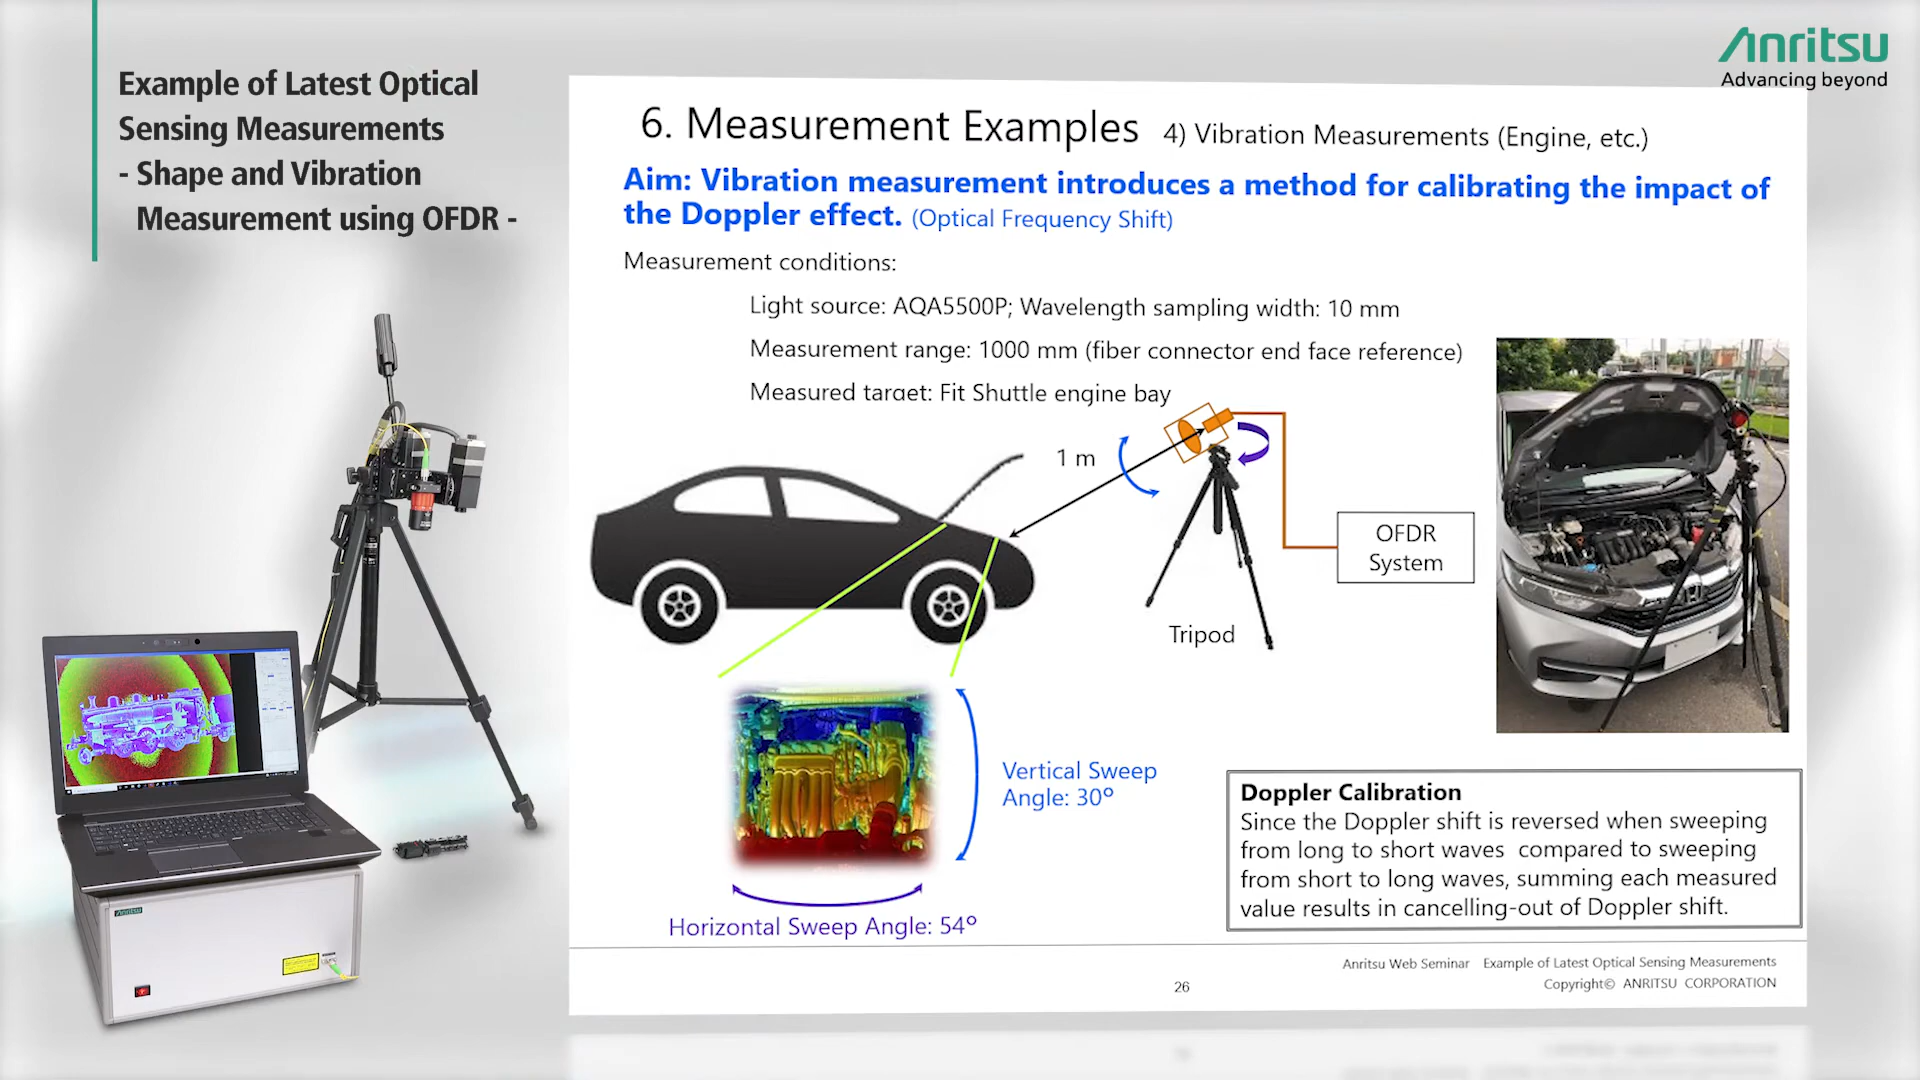 Anritsu
Advancing beyond
Example of Latest Optical
Sensing Measurements
- Shape and Vibration
Measurement using OFDR -
6. Measurement Examples 4) Vibration Measurements (Engine, etc.)
Aim: Vibration measurement introduces a method for calibrating the impact of
the Doppler effect. (Optical Frequency Shift)
Measurement conditions:
Light source: AQA5500P; Wavelength sampling width: 10 mm
Measurement range: 1000 mm (fiber connector end face reference)
Measured target: Fit Shuttle engine bay
1 m
OFDR
System
Tripod
Vertical Sweep
Angle: 30°
Horizontal Sweep Angle: 54°
Doppler Calibration
Since the Doppler shift is reversed when sweeping
from long to short waves compared to sweeping
from short to long waves, summing each measured
value results in cancelling-out of Doppler shift.
Anritsu Web Seminar Example of Latest Optical Sensing Measurements
26
Copyright© ANRITSU CORPORATION
Anritsu